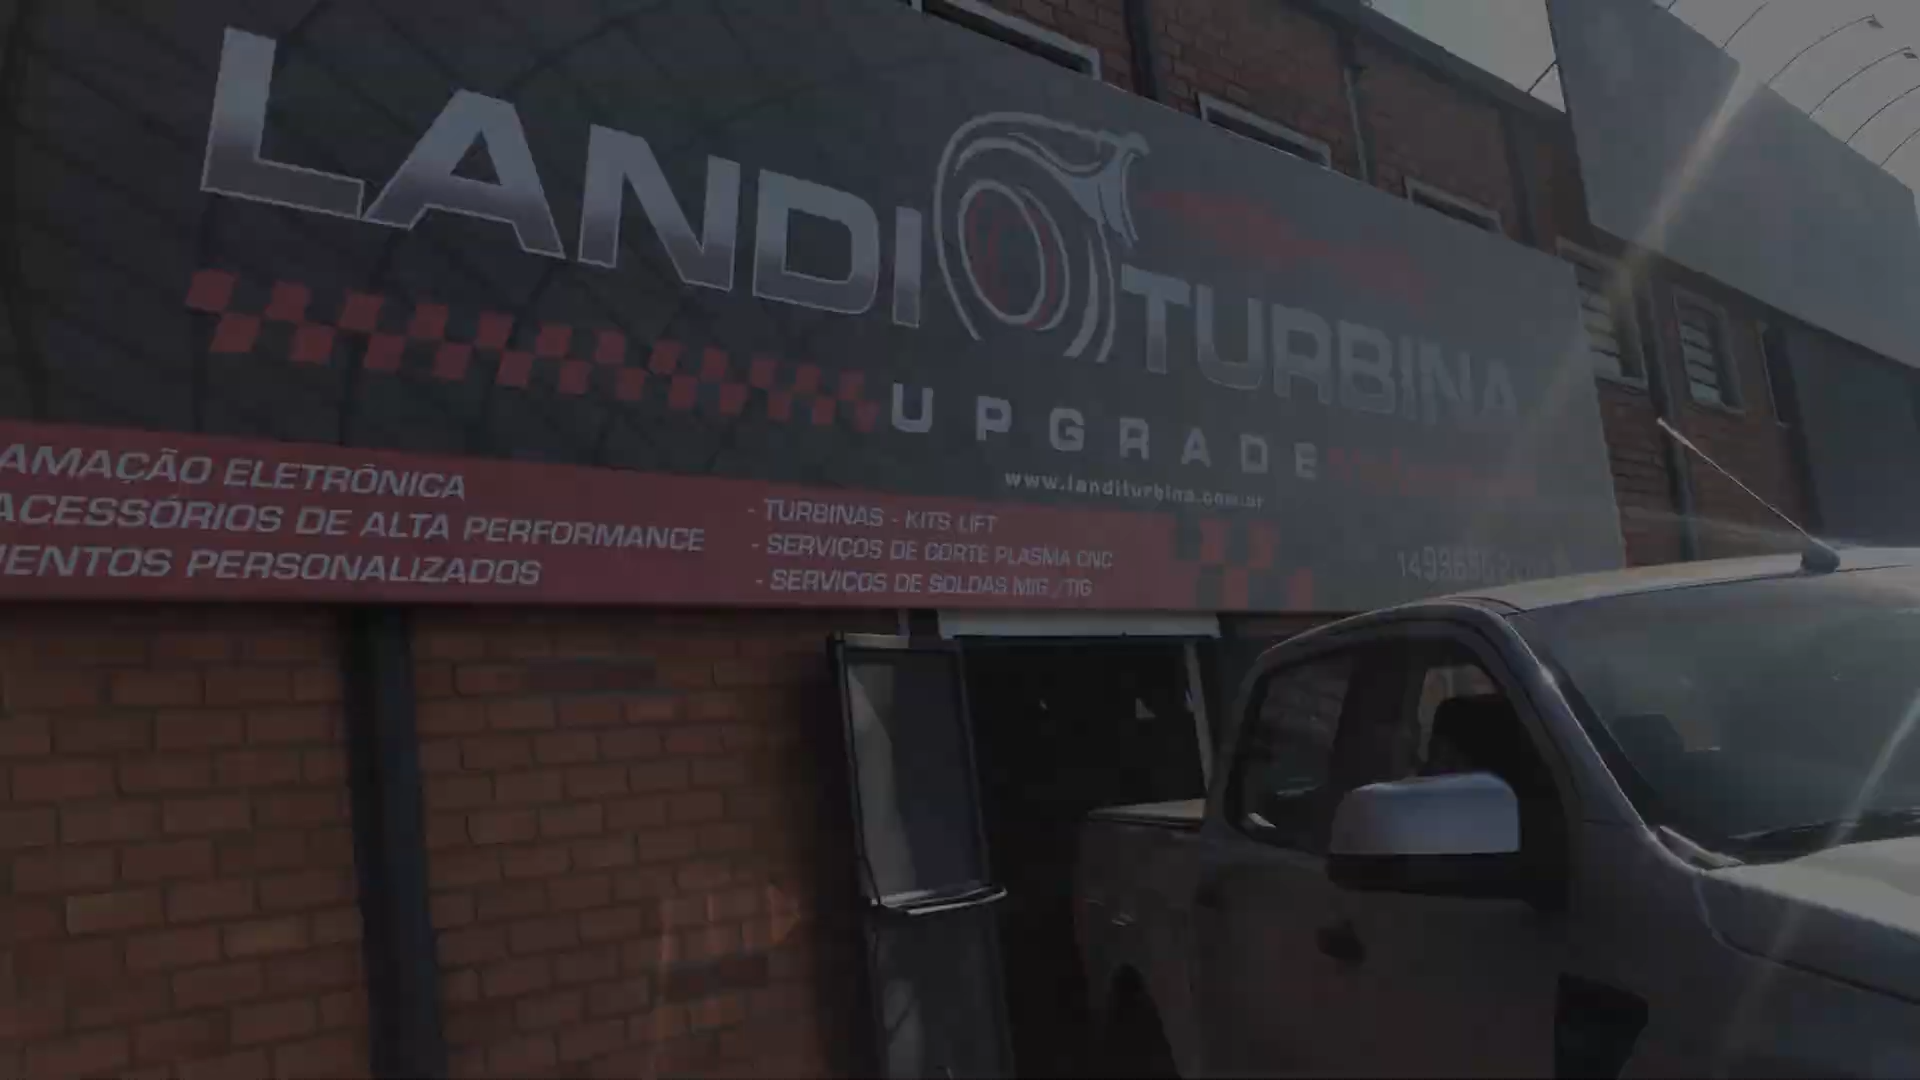 LANDI TURBINA
UPGRADE
www.landiturbina.com.br
AMAÇÃO ELETRÔNICA
ACESSÓRIOS DE ALTA PERFORMANCE
MENTOS PERSONALIZADOS
- TURBINAS - KITS LIFT
- SERVIÇOS DE CORTE PLASMA CNC
- SERVIÇOS DE SOLDAS MIG / TIG